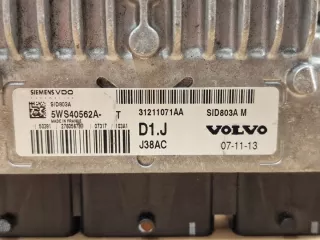 SIEMENS VDO
SID803A
5WS40562A-T
MADE IN FRANCE
31211071AA
SID803A M
D1.J
VOLVO
J38AC
07-11-13